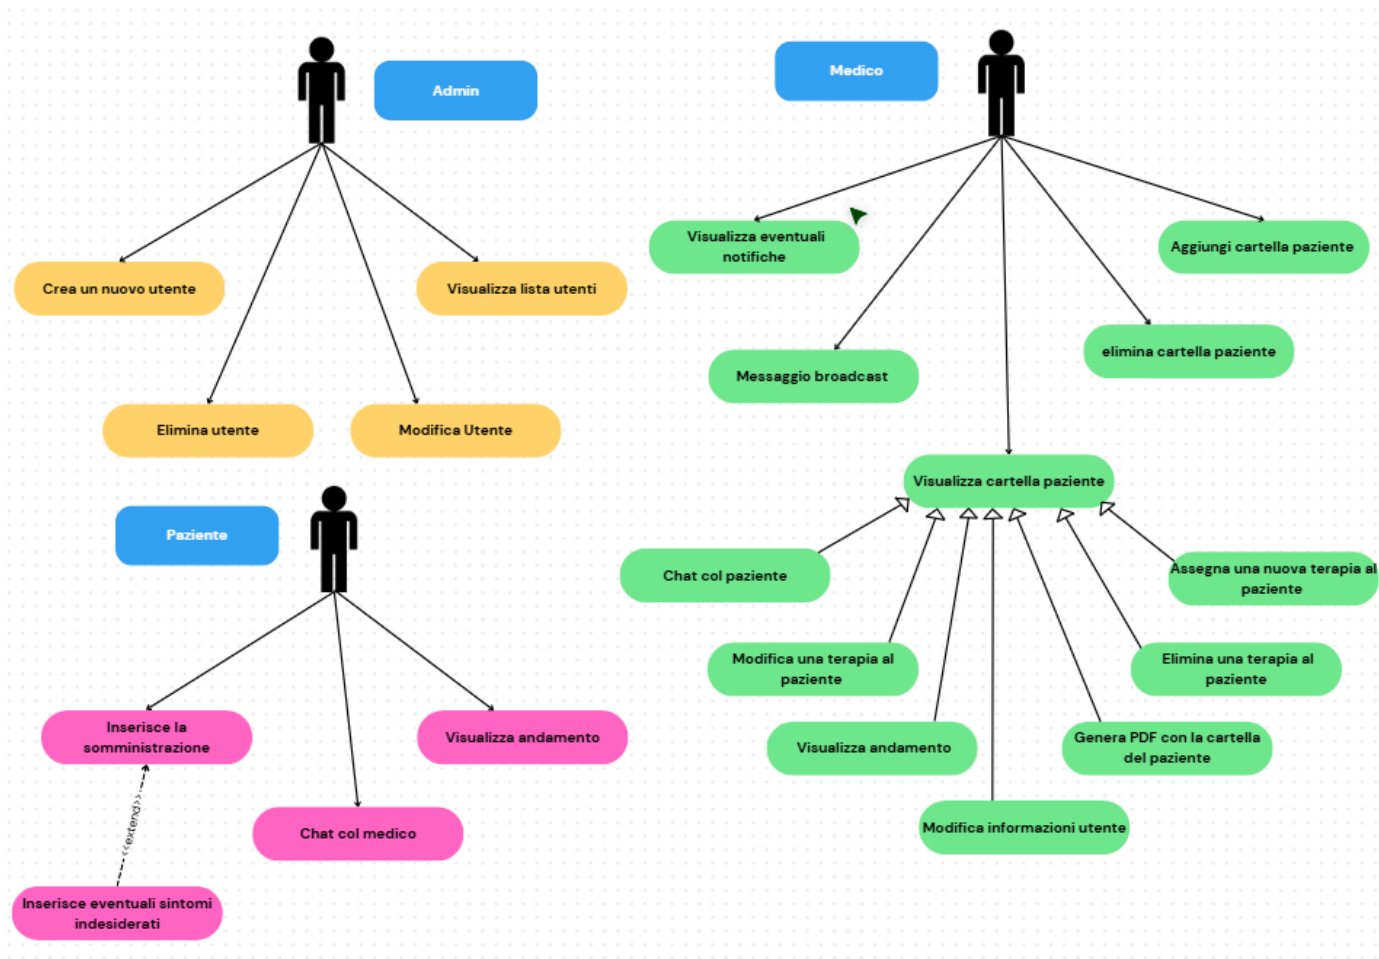 Admin
Crea un nuovo utente
Visualizza lista utenti
Elimina utente
Modifica Utente
Paziente
Inserisce la
somministrazione
Visualizza andamento
Chat col medico
<<extend>>
Inserisce eventuali sintomi
indesiderati
Medico
Visualizza eventuali
notifiche
Aggiungi cartella paziente
Messaggio broadcast
elimina cartella paziente
Visualizza cartella paziente
Chat col paziente
Assegna una nuova terapia al
paziente
Modifica una terapia al
paziente
Elimina una terapia al
paziente
Visualizza andamento
Genera PDF con la cartella
del paziente
Modifica informazioni utente